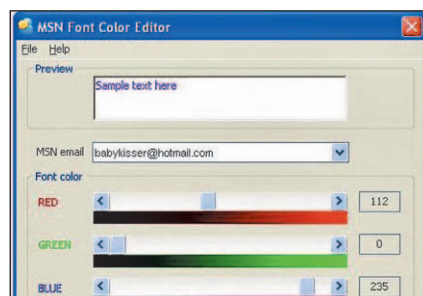 MSN Font Color Editor
File Help
Preview
Sample text here
MSN email babykisser@hotmail.com
Font color
RED 112
GREEN 0
BLUE 235